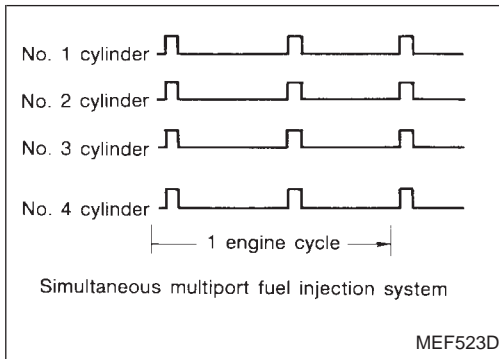 No. 1 cylinder
No. 2 cylinder
No. 3 cylinder
No. 4 cylinder
1 engine cycle
Simultaneous multiport fuel injection system
MEF523D